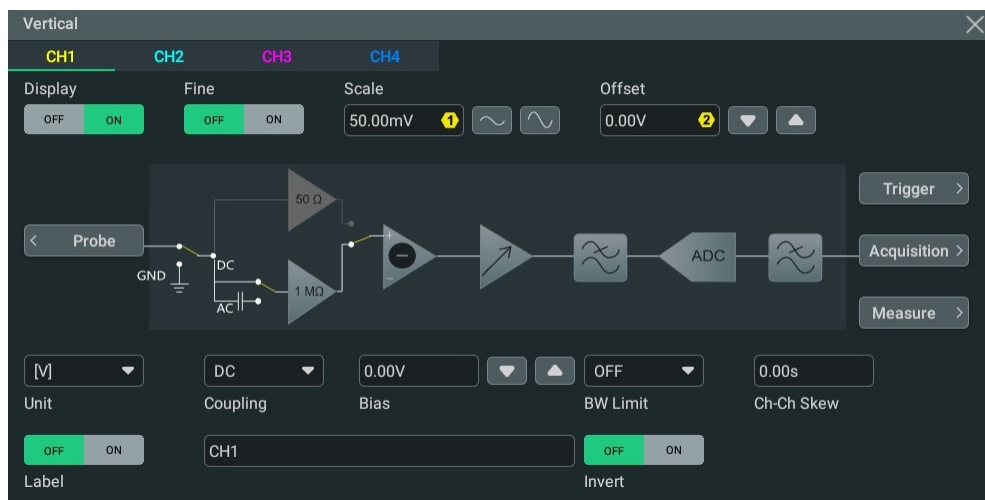 Vertical
CH1 CH2 CH3 CH4
Display Fine Scale Offset
OFF ON OFF ON 50.00mV 1 0.00V 2
50 Ω
Trigger >
< Probe
GND
DC
AC
1 MΩ
+
−
−
ADC
Acquisition >
Measure >
[V] DC 0.00V OFF 0.00s
Unit Coupling Bias BW Limit Ch-Ch Skew
OFF ON CH1 OFF ON
Label Invert